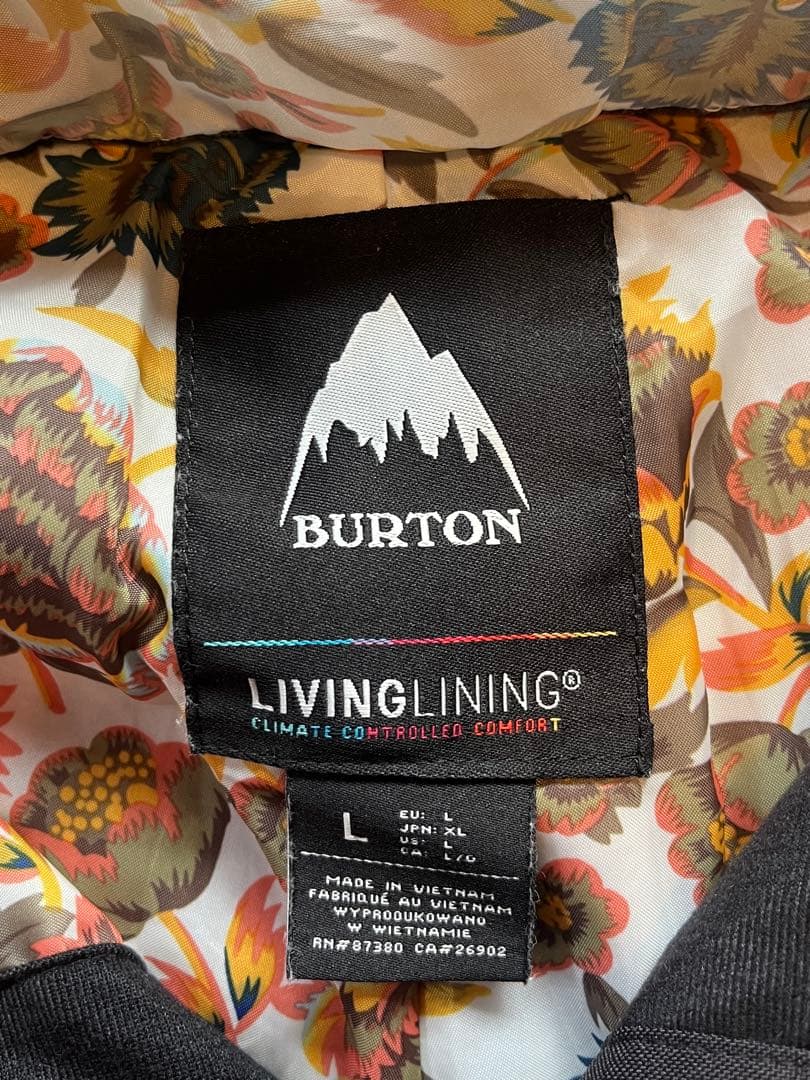 BURTON
LIVINGLINING®
CLIMATE CONTROLLED COMFORT
L
EU: L
JPN: XL
US: L
CA: L/G
MADE IN VIETNAM
FABRIQUÉ AU VIETNAM
WYPRODUKOWANO
W WIETNAMIE
RN#87380 CA#26902